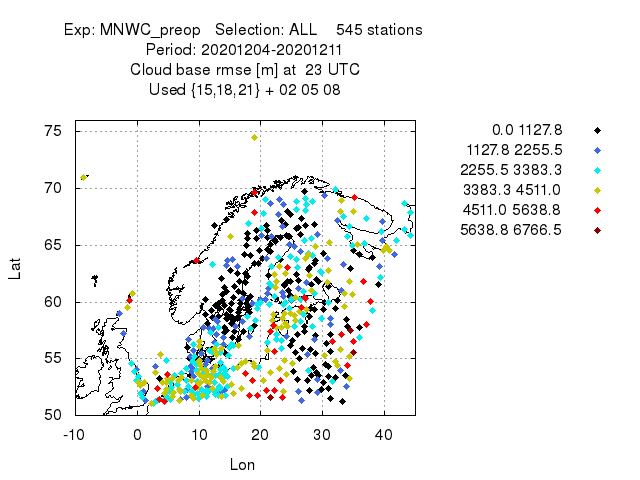 Exp: MNWC_preop   Selection: ALL    545 stations
Period: 20201204-20201211
Cloud base rmse [m] at  23 UTC
Used {15,18,21} + 02 05 08
0.0 1127.8
1127.8 2255.5
2255.5 3383.3
3383.3 4511.0
4511.0 5638.8
5638.8 6766.5
75
70
65
60
55
50
Lat
-10 0 10 20 30 40
Lon